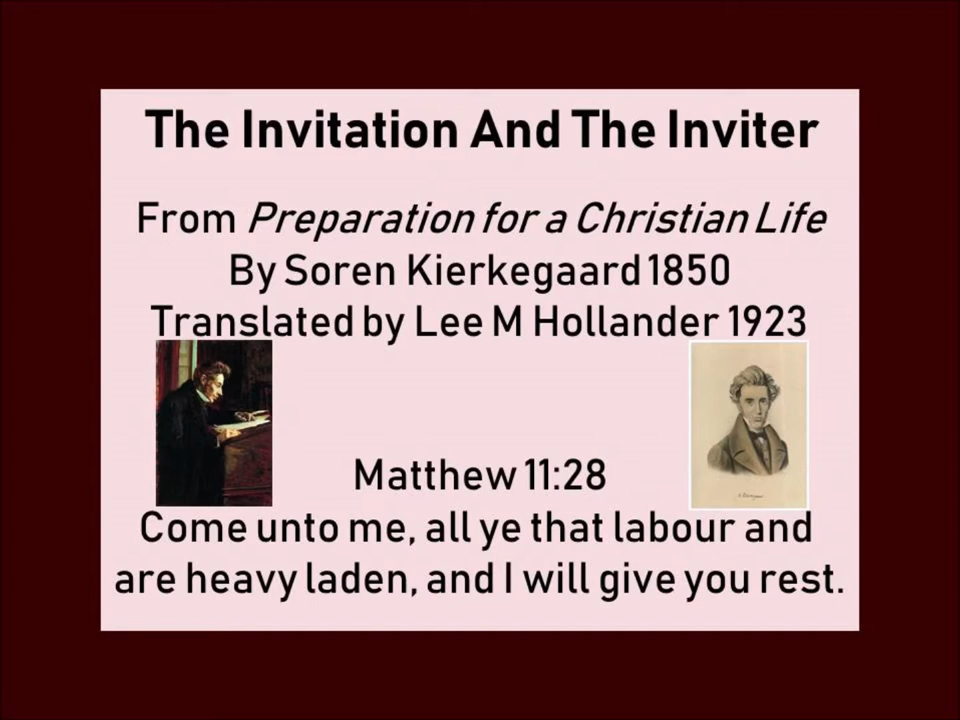 The Invitation And The Inviter
From Preparation for a Christian Life
By Soren Kierkegaard 1850
Translated by Lee M Hollander 1923
Matthew 11:28
Come unto me, all ye that labour and
are heavy laden, and I will give you rest.